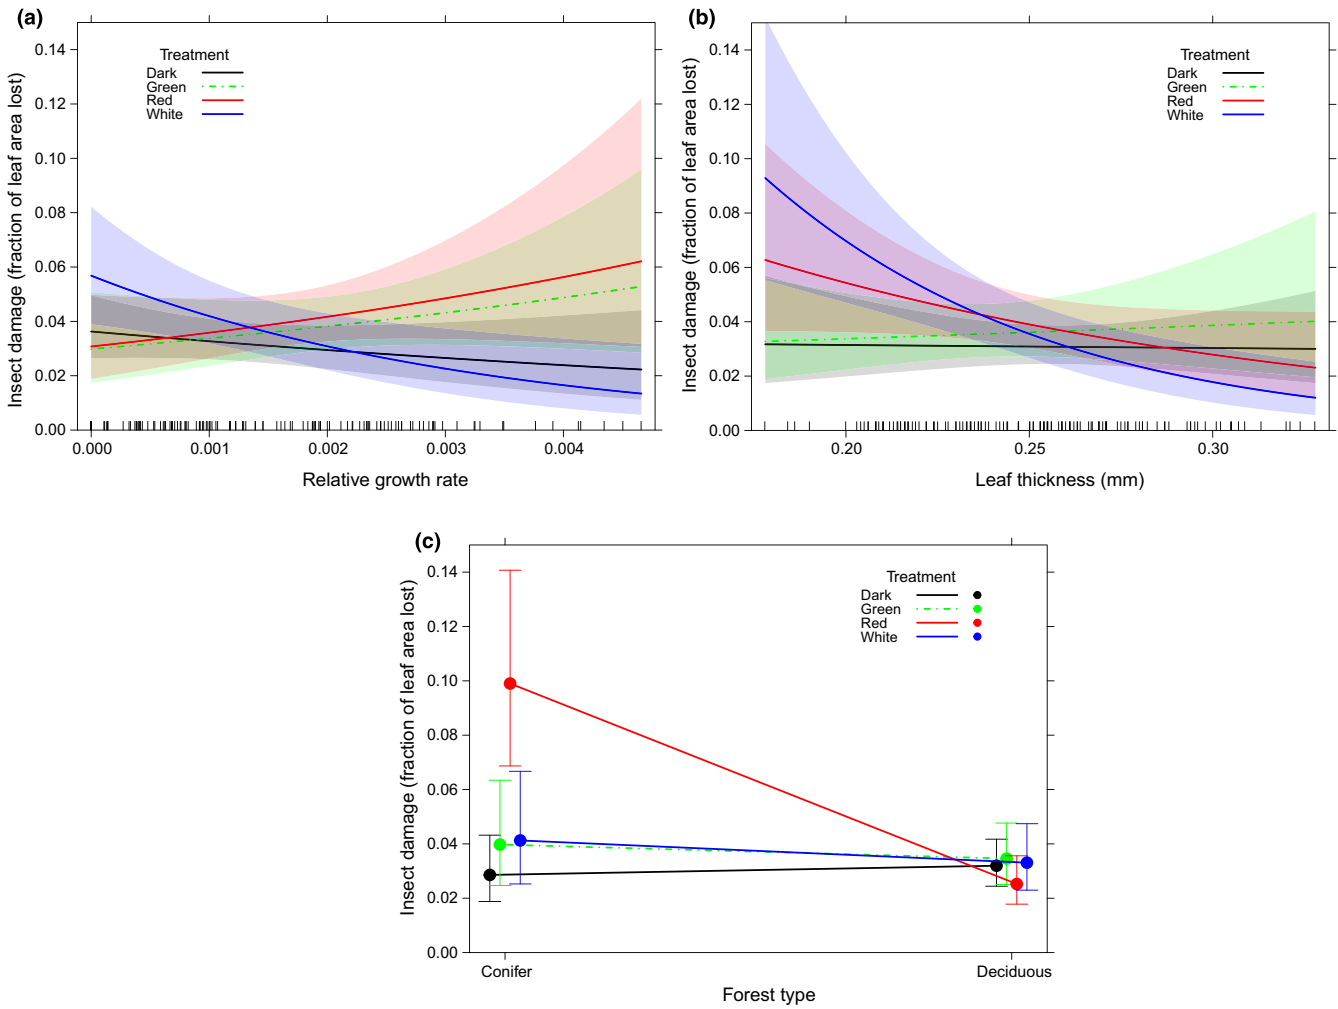 (a)
Insect damage (fraction of leaf area lost)
0.14
0.12
0.10
0.08
0.06
0.04
0.02
0.00
Treatment
Dark
Green
Red
White
0.000 0.001 0.002 0.003 0.004
Relative growth rate
(b)
Insect damage (fraction of leaf area lost)
0.14
0.12
0.10
0.08
0.06
0.04
0.02
0.00
Treatment
Dark
Green
Red
White
0.20 0.25 0.30
Leaf thickness (mm)
(c)
Insect damage (fraction of leaf area lost)
0.14
0.12
0.10
0.08
0.06
0.04
0.02
0.00
Treatment
Dark
Green
Red
White
Conifer Deciduous
Forest type